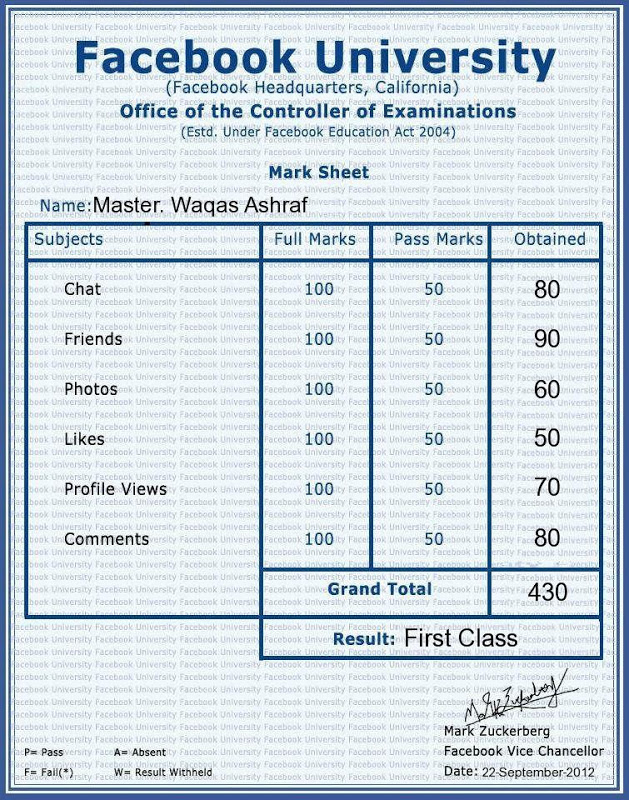 Facebook University
(Facebook Headquarters, California)
Office of the Controller of Examinations
(Estd. Under Facebook Education Act 2004)
Mark Sheet
Name:Master. Waqas Ashraf
Subjects Full Marks Pass Marks Obtained
Chat 100 50 80
Friends 100 50 90
Photos 100 50 60
Likes 100 50 50
Profile Views 100 50 70
Comments 100 50 80
Grand Total 430
Result: First Class
Mark Zuckerberg
Facebook Vice Chancellor
P= Pass A= Absent
F= Fail(*) W= Result Withheld
Date: 22-September-2012